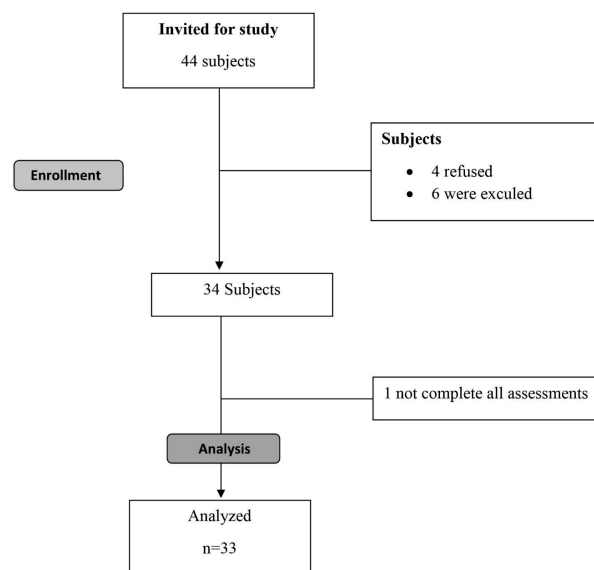 Invited for study
44 subjects
Subjects
• 4 refused
• 6 were exculed
Enrollment
34 Subjects
1 not complete all assessments
Analysis
Analyzed
n=33